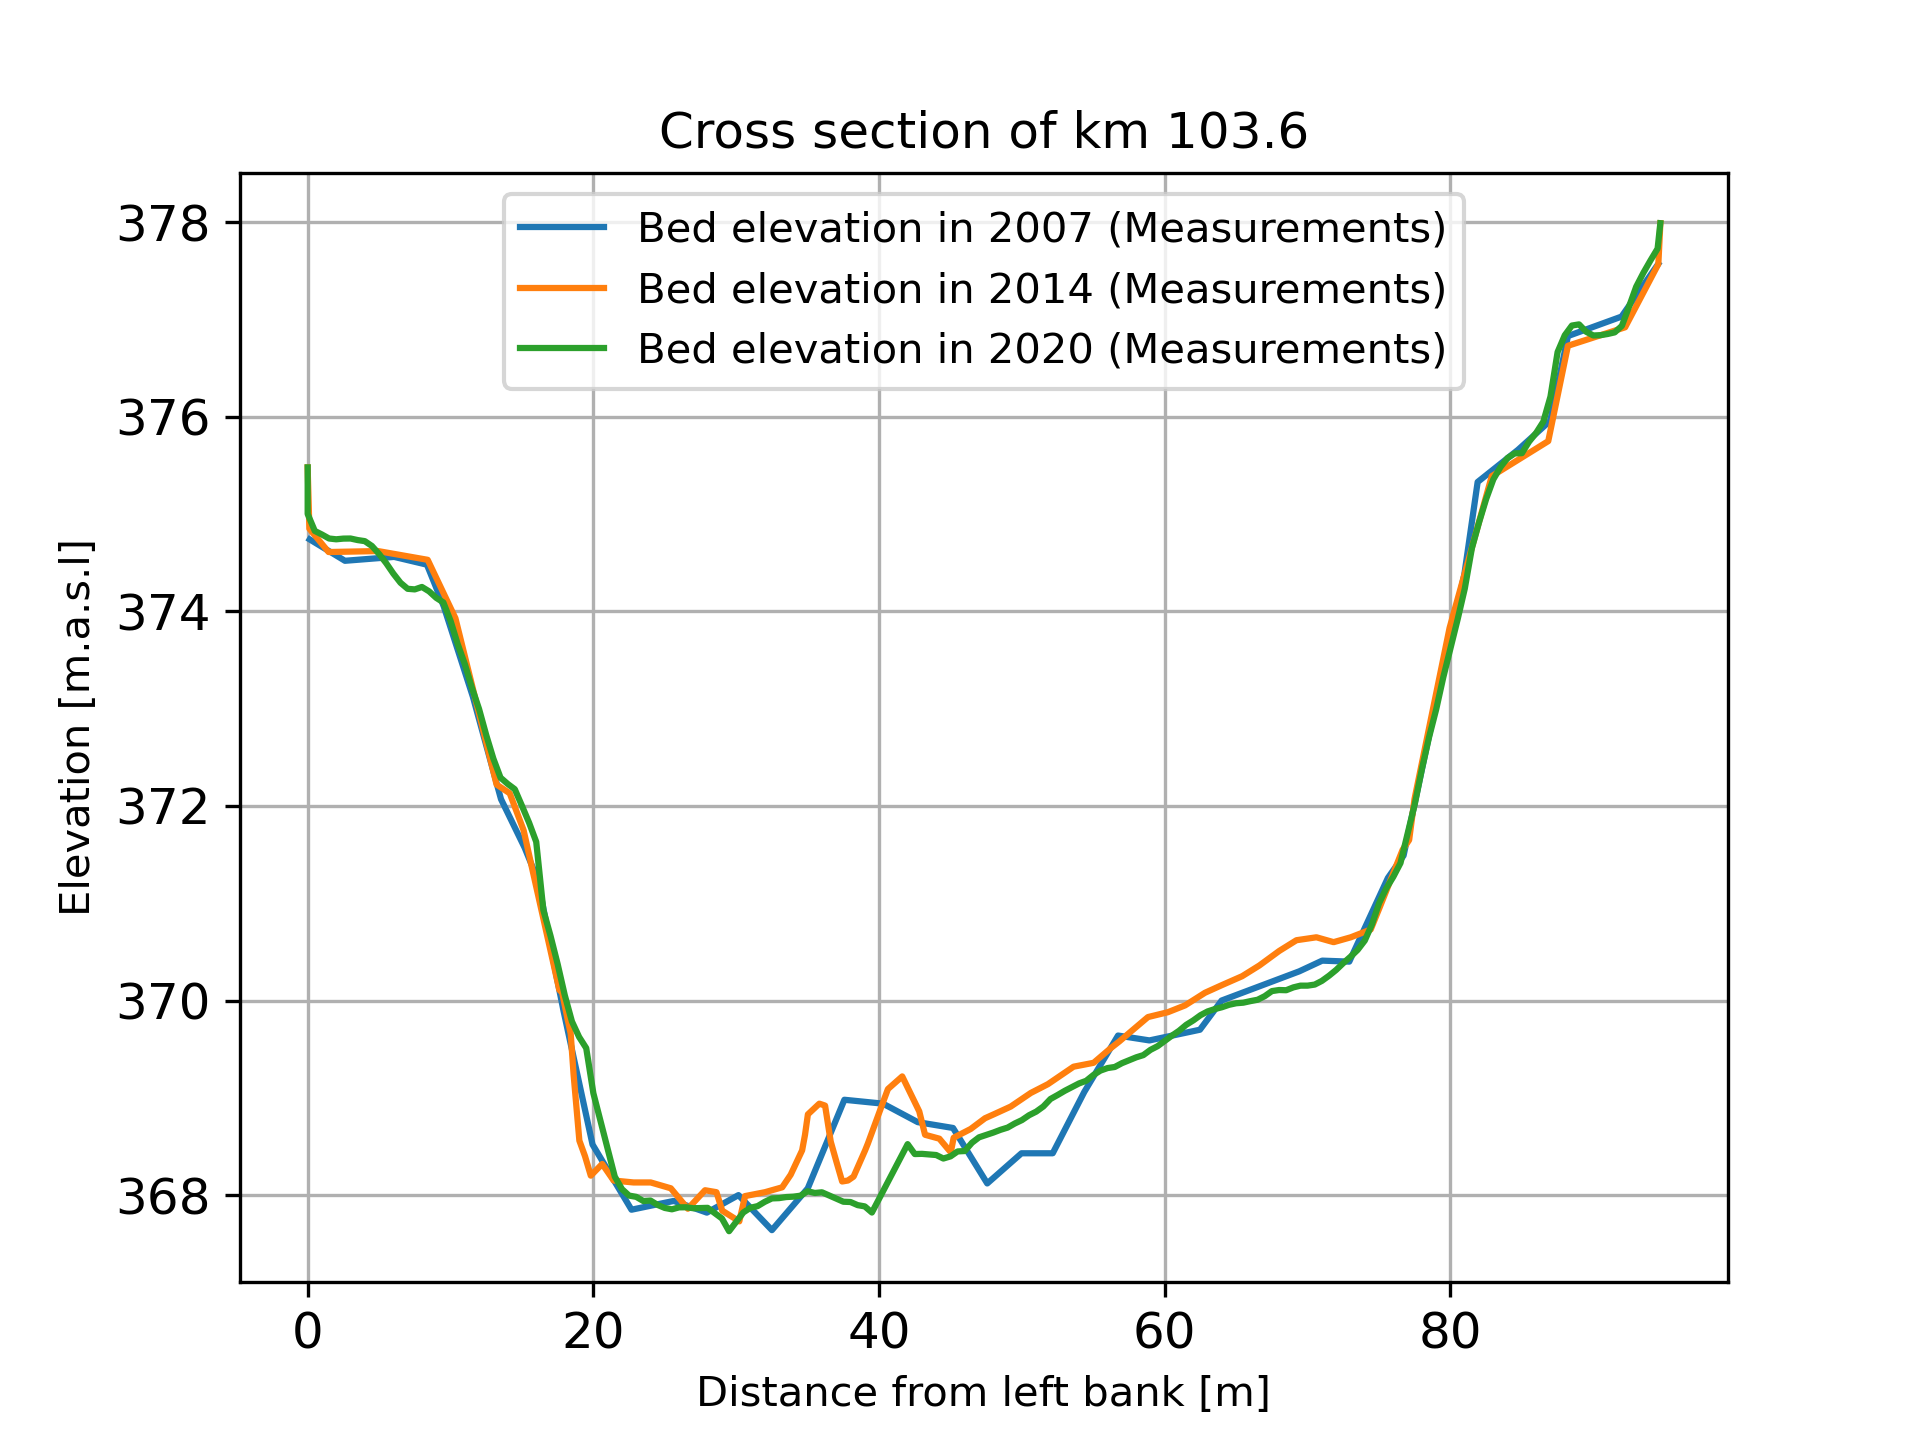 Cross section of km 103.6
Bed elevation in 2007 (Measurements)
Bed elevation in 2014 (Measurements)
Bed elevation in 2020 (Measurements)
378
376
374
372
370
368
Elevation [m.a.s.l]
0 20 40 60 80
Distance from left bank [m]